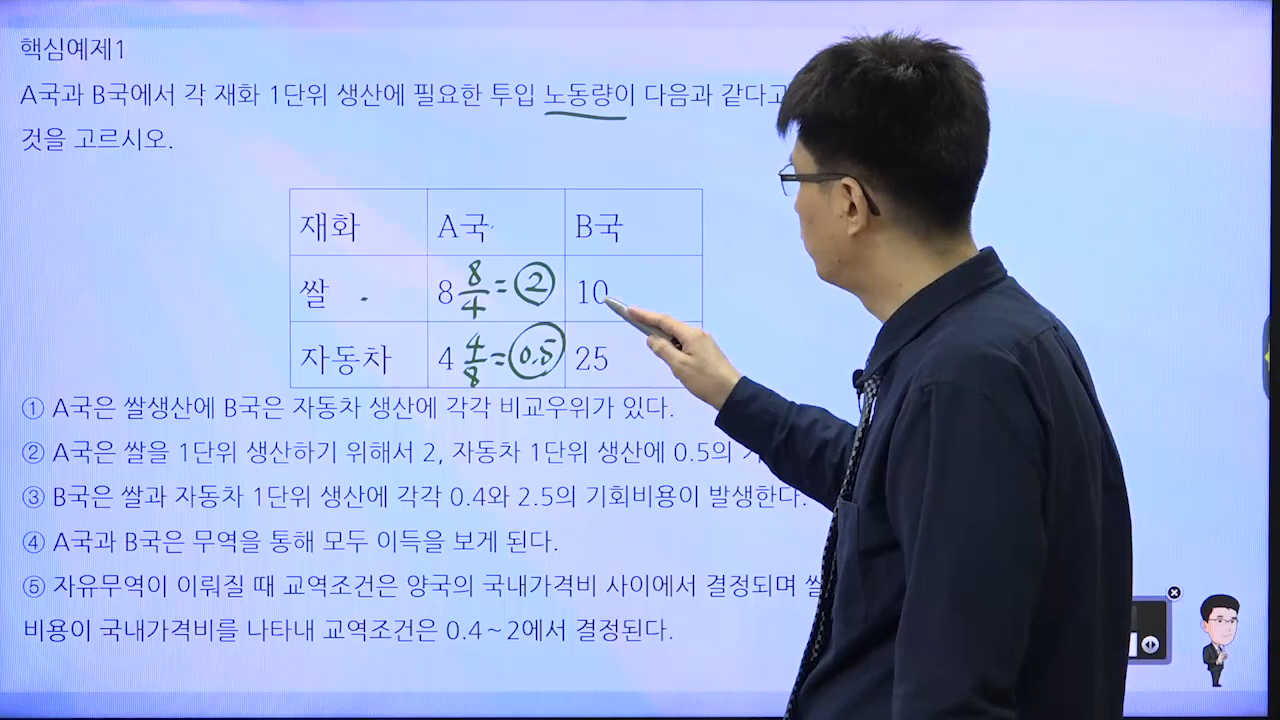 핵심예제1
A국과 B국에서 각 재화 1단위 생산에 필요한 투입 노동량이 다음과 같다고
것을 고르시오.
재화 A국 B국
쌀 8 8/4 = 2 10
자동차 4 4/8 = 0.5 25
① A국은 쌀생산에 B국은 자동차 생산에 각각 비교우위가 있다.
② A국은 쌀을 1단위 생산하기 위해서 2, 자동차 1단위 생산에 0.5의
③ B국은 쌀과 자동차 1단위 생산에 각각 0.4와 2.5의 기회비용이 발생한다.
④ A국과 B국은 무역을 통해 모두 이득을 보게 된다.
⑤ 자유무역이 이뤄질 때 교역조건은 양국의 국내가격비 사이에서 결정되며 쌀
비용이 국내가격비를 나타내 교역조건은 0.4~2에서 결정된다.